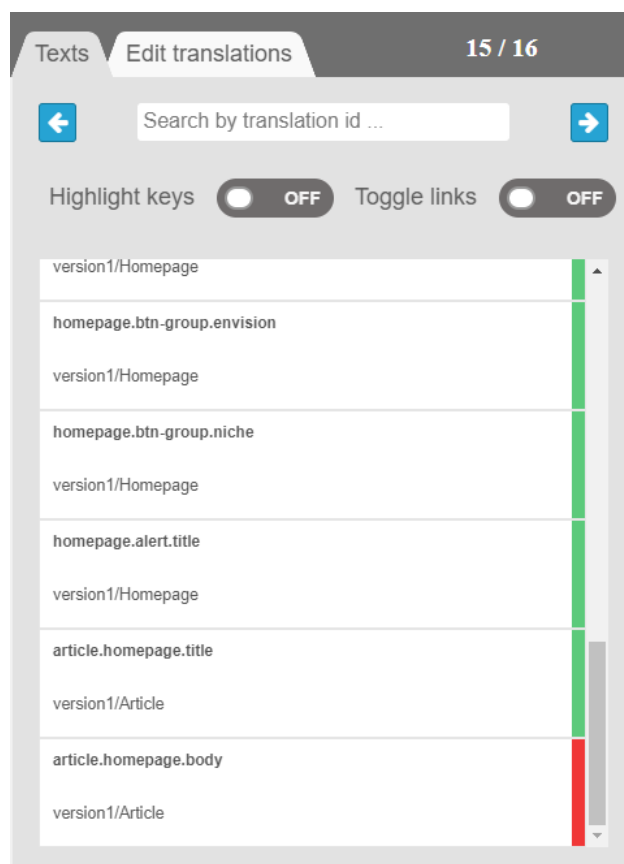 Texts Edit translations 15 / 16
Search by translation id ...
Highlight keys OFF Toggle links OFF
version1/Homepage
homepage.btn-group.envision
version1/Homepage
homepage.btn-group.niche
version1/Homepage
homepage.alert.title
version1/Homepage
article.homepage.title
version1/Article
article.homepage.body
version1/Article